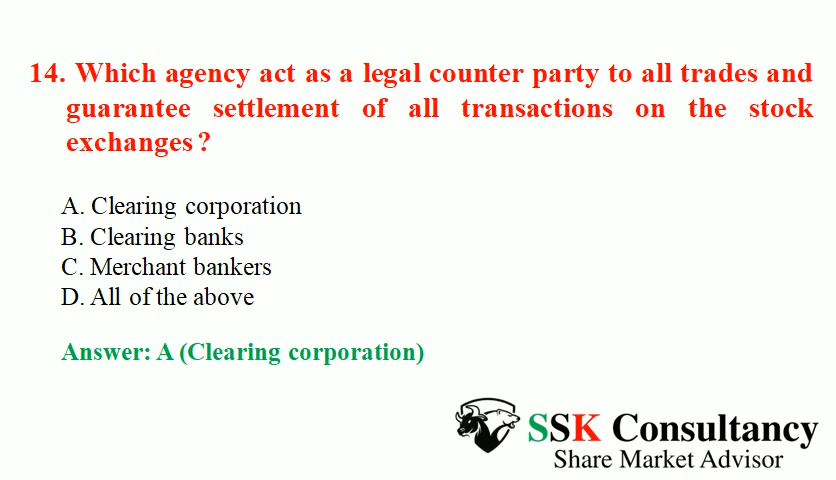 14. Which agency act as a legal counter party to all trades and
guarantee settlement of all transactions on the stock
exchanges ?
A. Clearing corporation
B. Clearing banks
C. Merchant bankers
D. All of the above
Answer: A (Clearing corporation)
SSK Consultancy
Share Market Advisor